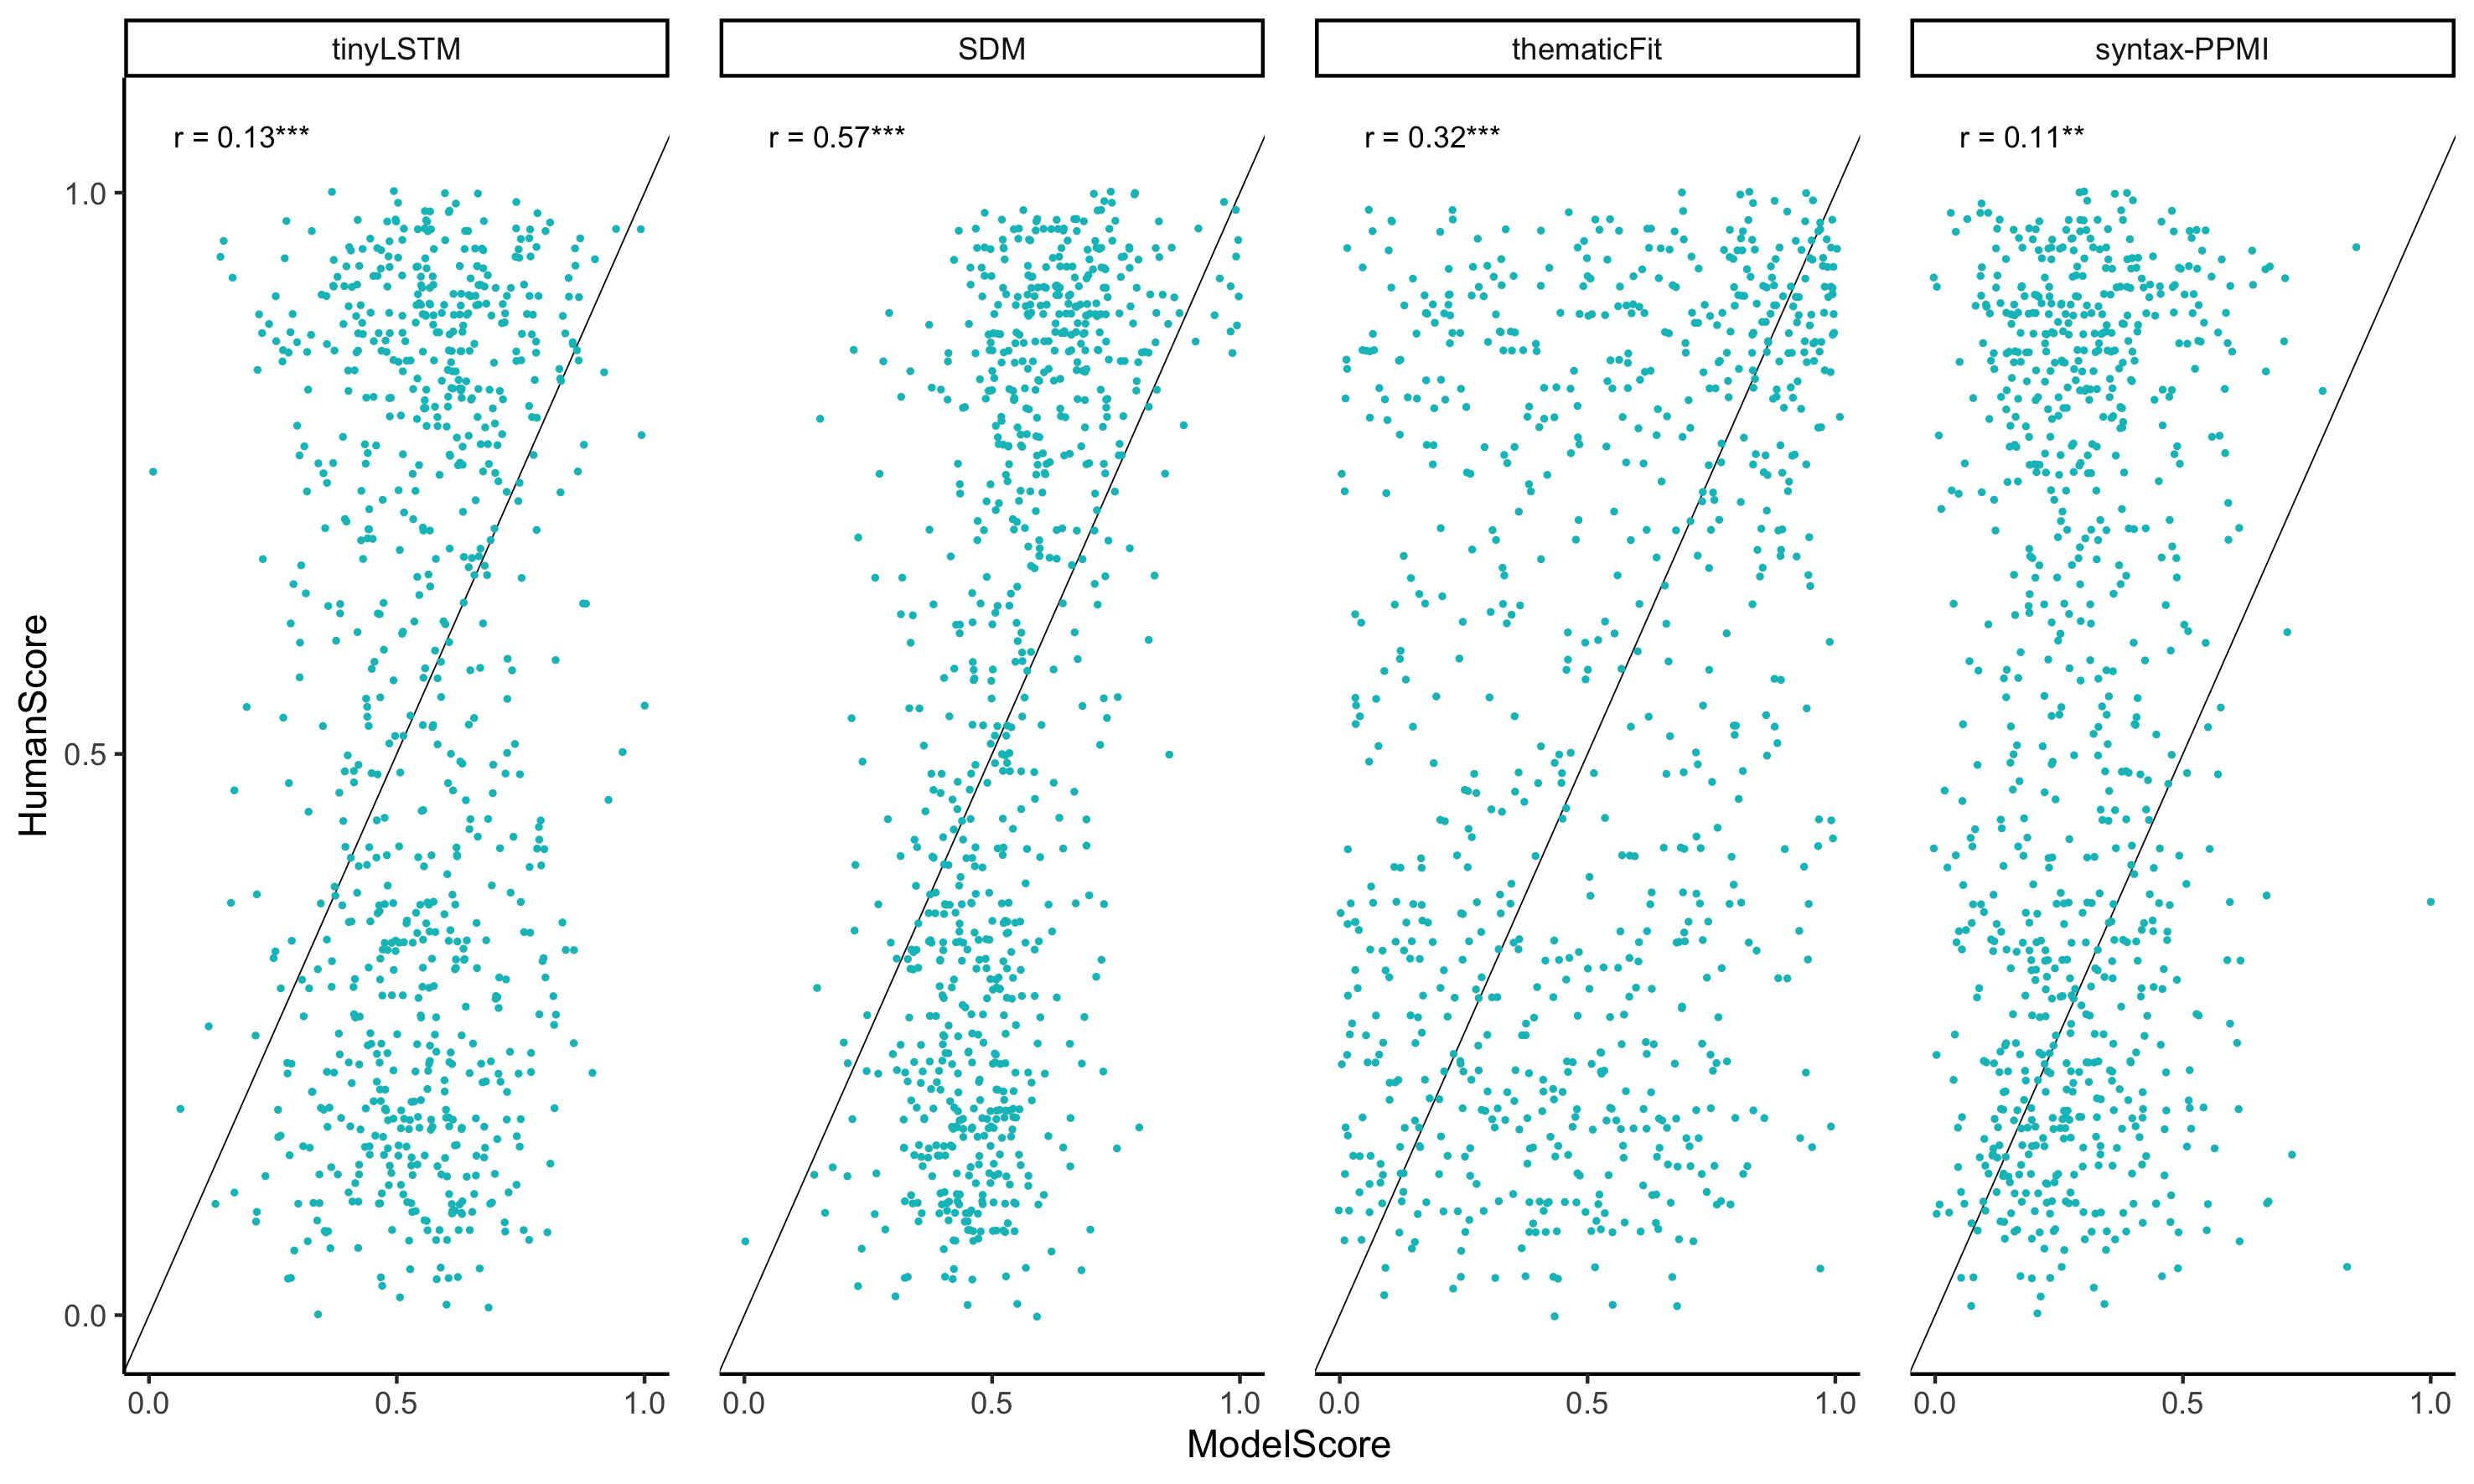 tinyLSTM
SDM
thematicFit
syntax-PPMI
r = 0.13***
r = 0.57***
r = 0.32***
r = 0.11**
HumanScore
1.0
0.5
0.0
0.0 0.5 1.0
0.0 0.5 1.0
0.0 0.5 1.0
0.0 0.5 1.0
ModelScore